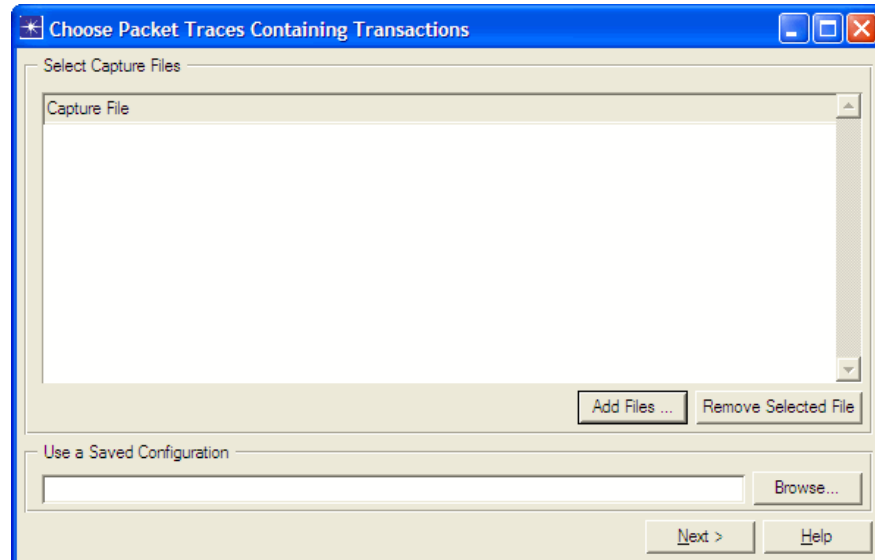 Choose Packet Traces Containing Transactions
Select Capture Files
Capture File
Add Files ... Remove Selected File
Use a Saved Configuration
Browse...
Next > Help